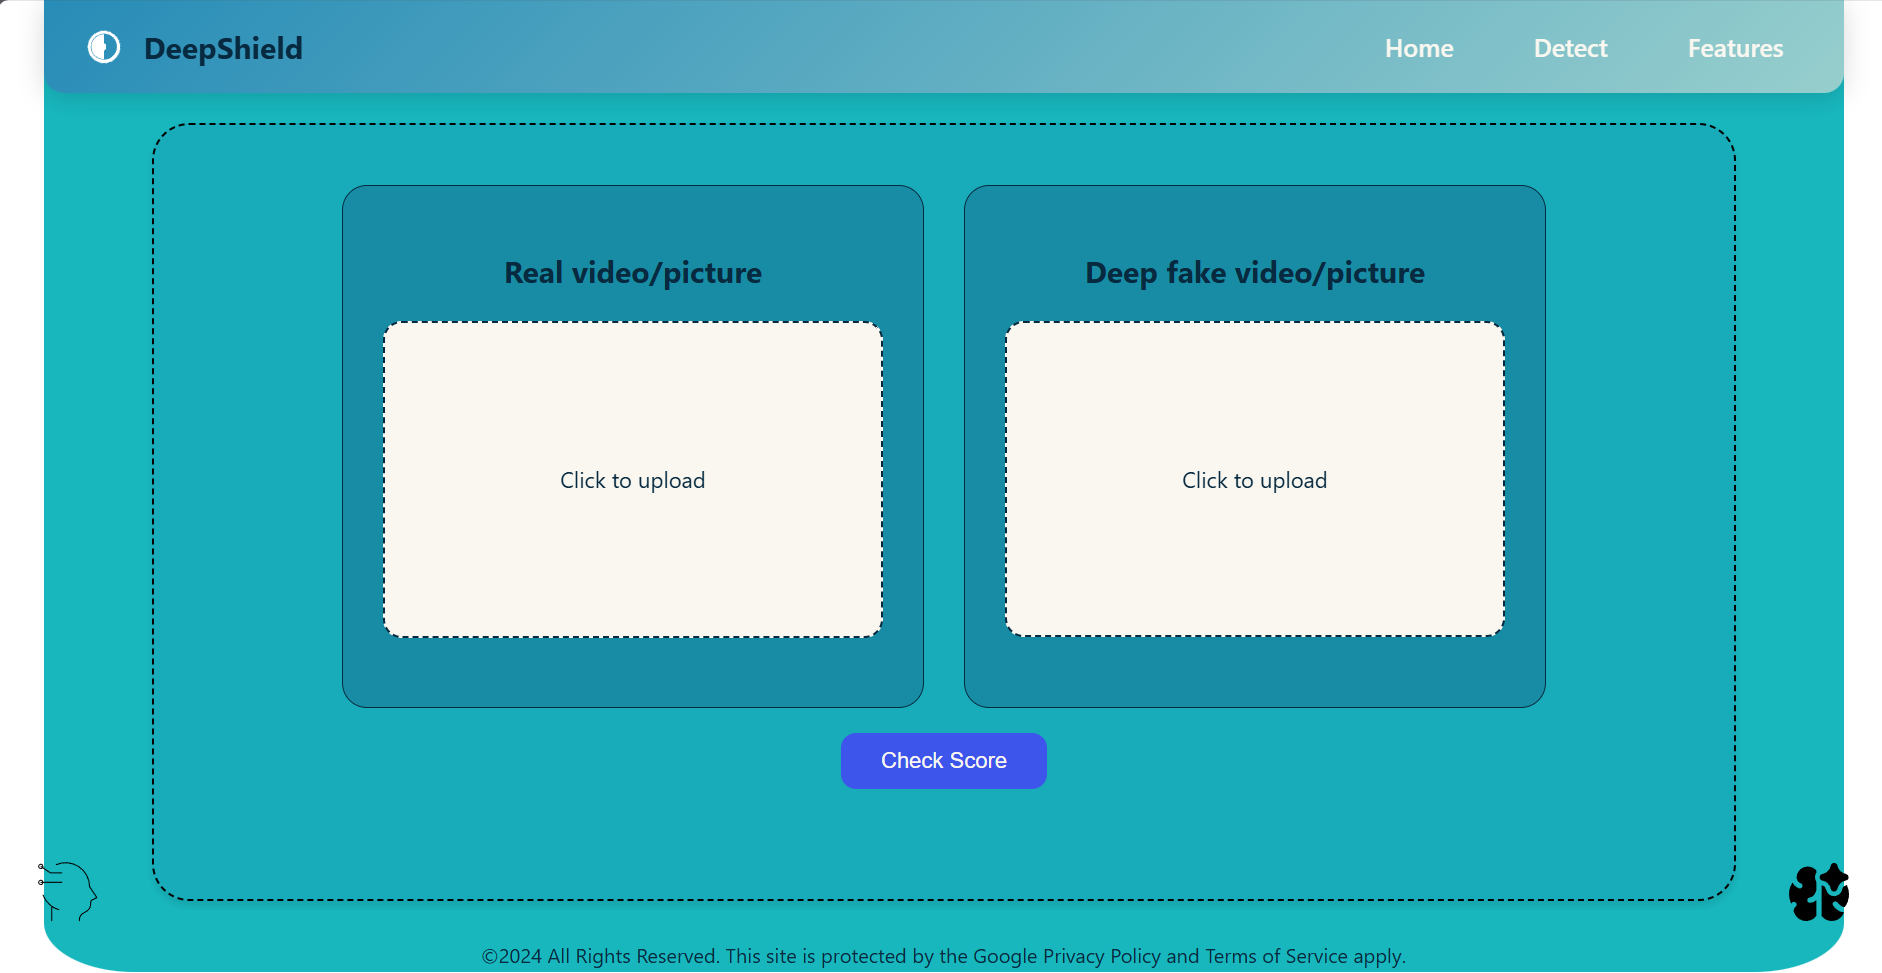 DeepShield
Home
Detect
Features
Real video/picture
Deep fake video/picture
Click to upload
Click to upload
Check Score
©2024 All Rights Reserved. This site is protected by the Google Privacy Policy and Terms of Service apply.